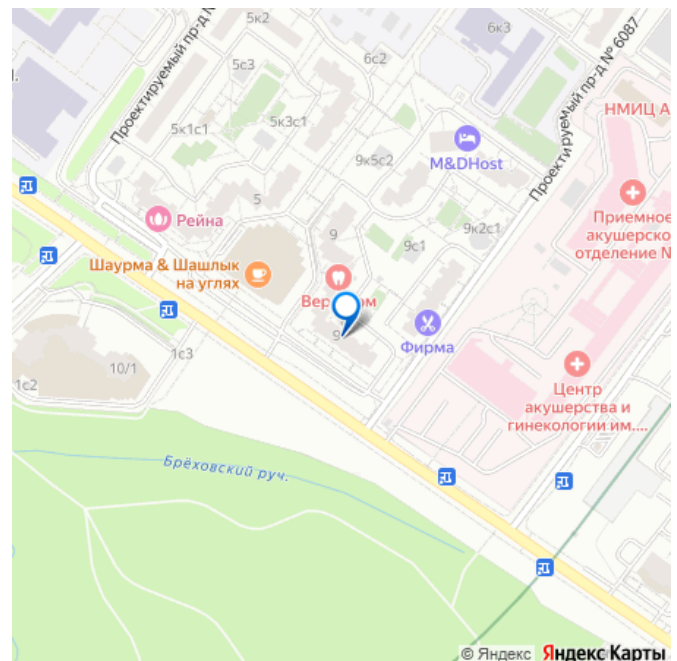 5к2
6к3
Проектируемый пр-д №
6с2
5с3
Проектируемый пр-д № 6087
НМИЦ А
5к1с1
5к3с1
9к5с2
M&DHost
5
Рейна
9
9к2с1
9с1
Приемное
акушерско
отделение №
Шаурма & Шашлык
на углях
Вер
ом
9
Фирма
1с3
10/1
1с2
Центр
акушерства и
гинекологии им....
Брёховский руч.
© Яндекс Яндекс Карты